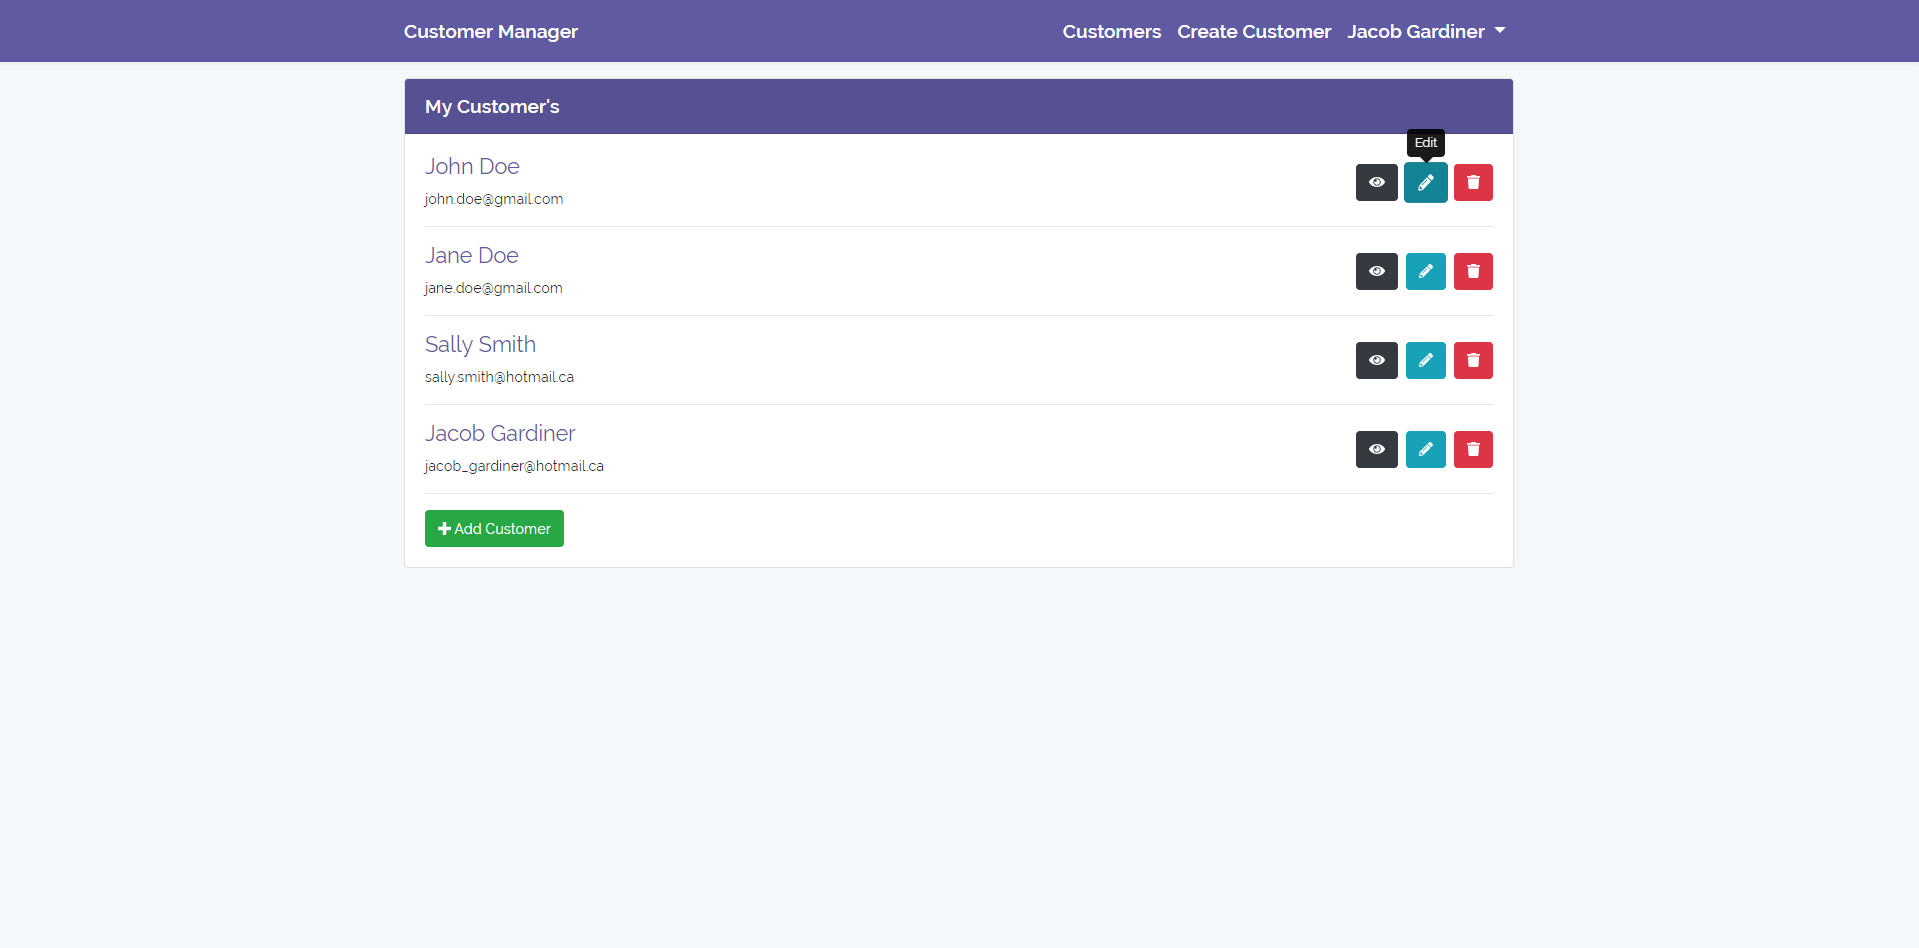 Customer Manager
Customers Create Customer Jacob Gardiner
My Customer's
Edit
John Doe
john.doe@gmail.com
Jane Doe
jane.doe@gmail.com
Sally Smith
sally.smith@hotmail.ca
Jacob Gardiner
jacob_gardiner@hotmail.ca
Add Customer